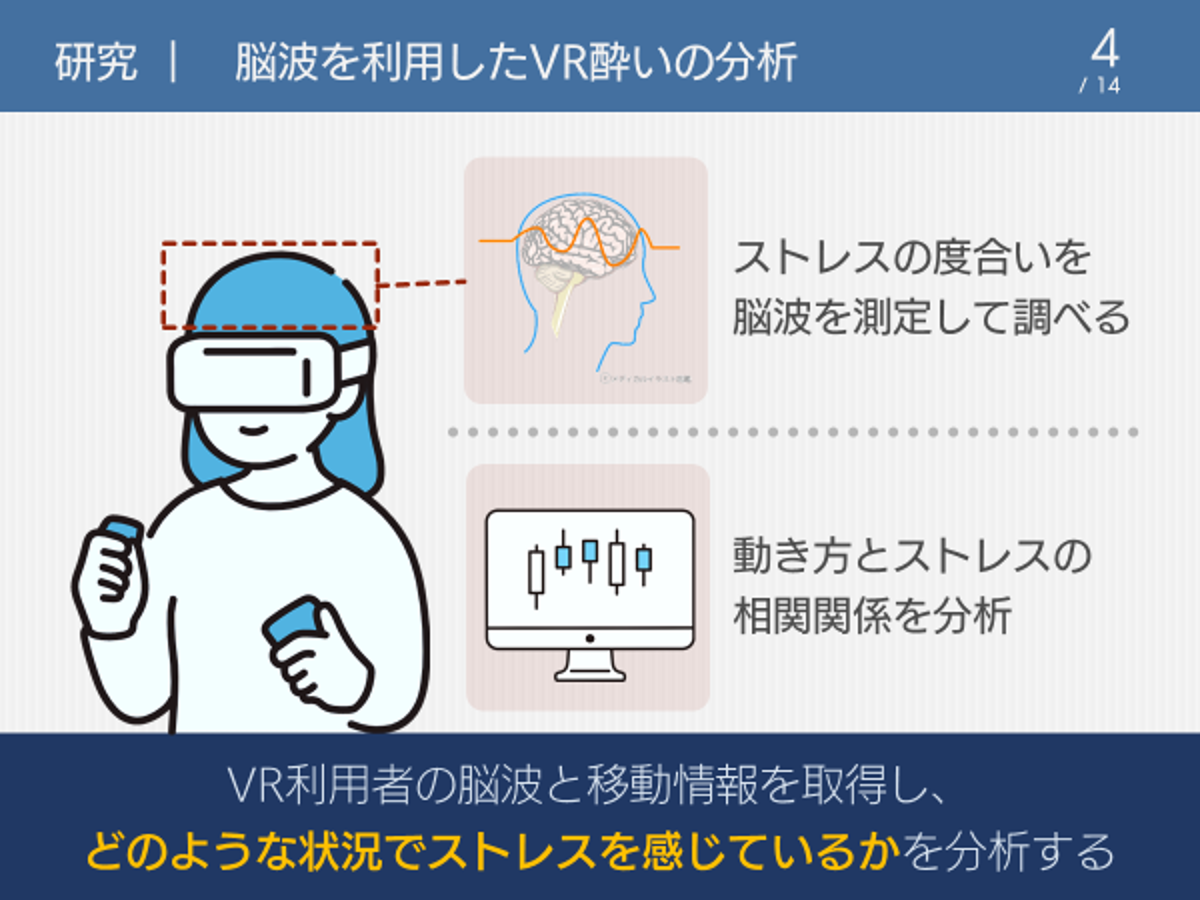 研究 | 脳波を利用したVR酔いの分析
4
/ 14
ストレスの度合いを
脳波を測定して調べる
動き方とストレスの
相関関係を分析
VR利用者の脳波と移動情報を取得し、
どのような状況でストレスを感じているかを分析する